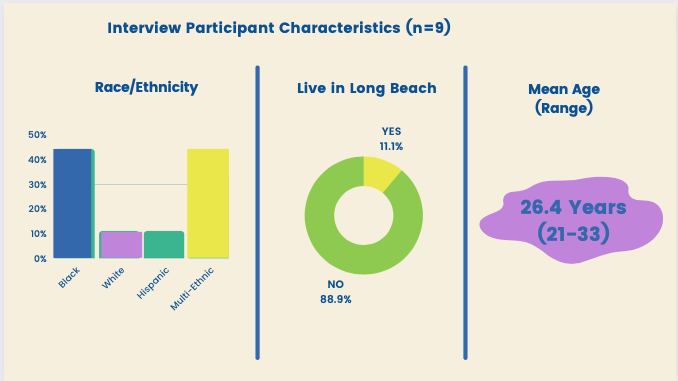 Interview Participant Characteristics (n=9)
Race/Ethnicity
50%
40%
30%
20%
10%
0%
Black
White
Hispanic
Multi-Ethnic
Live in Long Beach
YES
11.1%
NO
88.9%
Mean Age
(Range)
26.4 Years
(21-33)